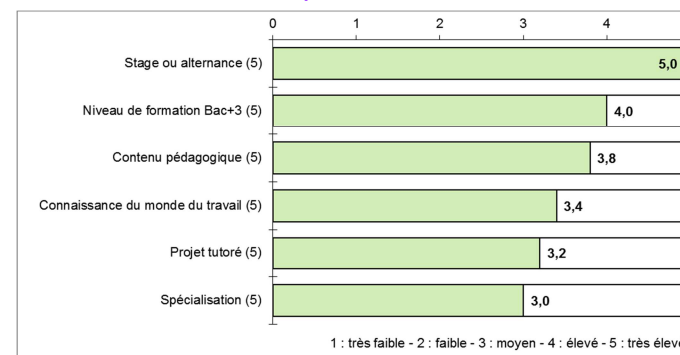 0 1 2 3 4
Stage ou alternance (5) 5,0
Niveau de formation Bac+3 (5) 4,0
Contenu pédagogique (5) 3,8
Connaissance du monde du travail (5) 3,4
Projet tutoré (5) 3,2
Spécialisation (5) 3,0
1 : très faible - 2 : faible - 3 : moyen - 4 : élevé - 5 : très élevé